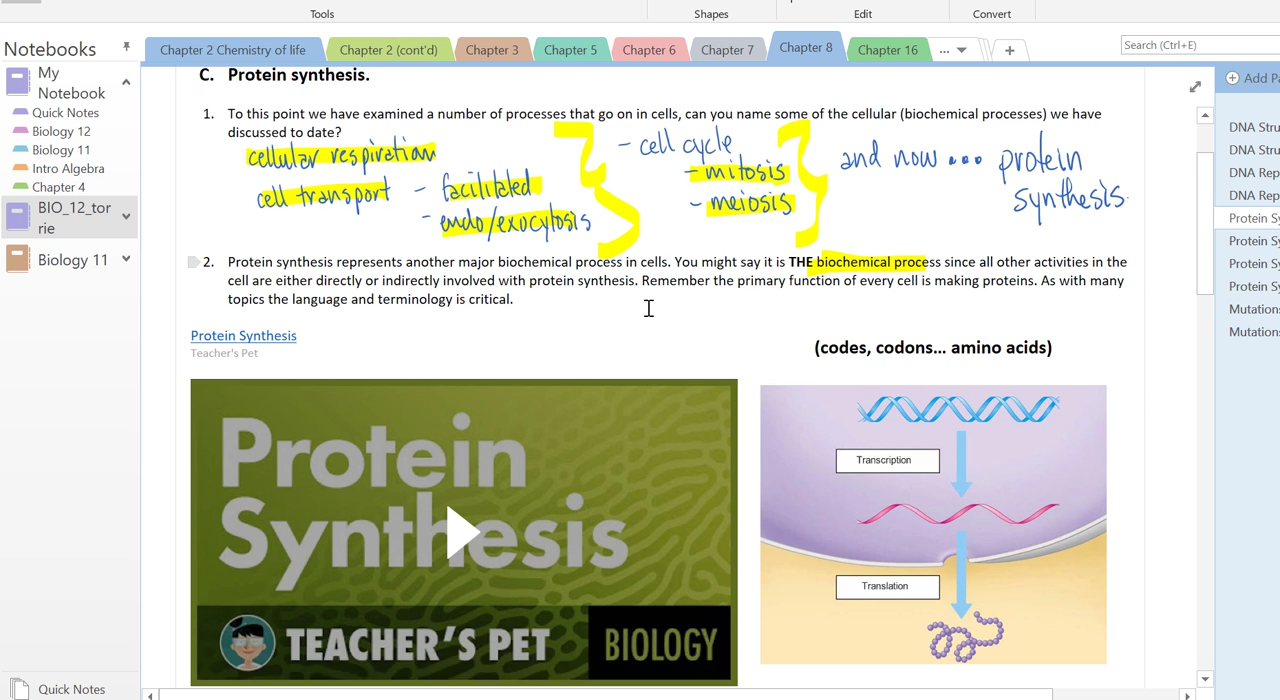 Tools
Shapes
Edit
Convert
Notebooks
Chapter 2 Chemistry of life
Chapter 2 (cont'd)
Chapter 3
Chapter 5
Chapter 6
Chapter 7
Chapter 8
Chapter 16
...
+
Search (Ctrl+E)
My
Notebook
Quick Notes
Biology 12
Biology 11
Intro Algebra
Chapter 4
BIO_12_tor
rie
Biology 11
Quick Notes
C. Protein synthesis.
1. To this point we have examined a number of processes that go on in cells, can you name some of the cellular (biochemical processes) we have
discussed to date?
cellular respiration
cell transport - facilitated
- endo/exocytosis
- cell cycle
- mitosis
- meiosis
and now ... protein
synthesis.
2. Protein synthesis represents another major biochemical process in cells. You might say it is THE biochemical process since all other activities in the
cell are either directly or indirectly involved with protein synthesis. Remember the primary function of every cell is making proteins. As with many
topics the language and terminology is critical.
Protein Synthesis
Teacher's Pet
(codes, codons... amino acids)
Protein
Synthesis
TEACHER'S PET
BIOLOGY
Transcription
Translation
Add Pa
DNA Stru
DNA Stru
DNA Rep
DNA Rep
Protein Sy
Protein Sy
Protein Sy
Protein Sy
Mutations
Mutations